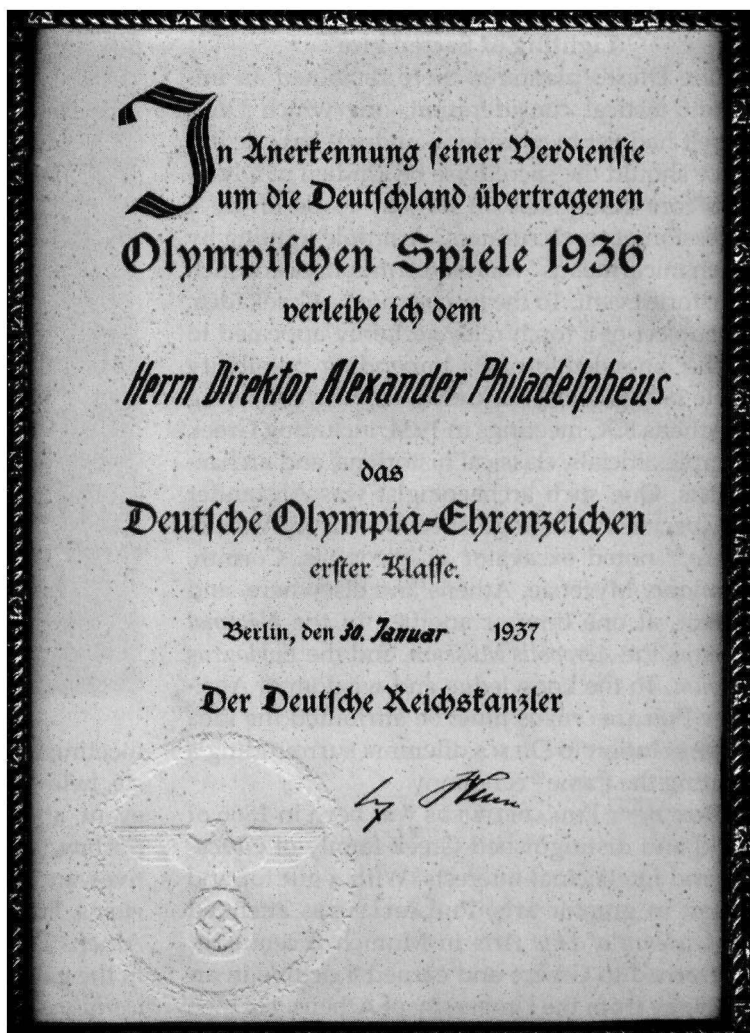 In Anerkennung seiner Verdienste
um die Deutschland übertragenen
Olympischen Spiele 1936
verleihe ich dem
Herrn Direktor Alexander Philadelpheus
das
Deutsche Olympia-Ehrenzeichen
erster Klasse.
Berlin, den 30. Januar 1937
Der Deutsche Reichskanzler